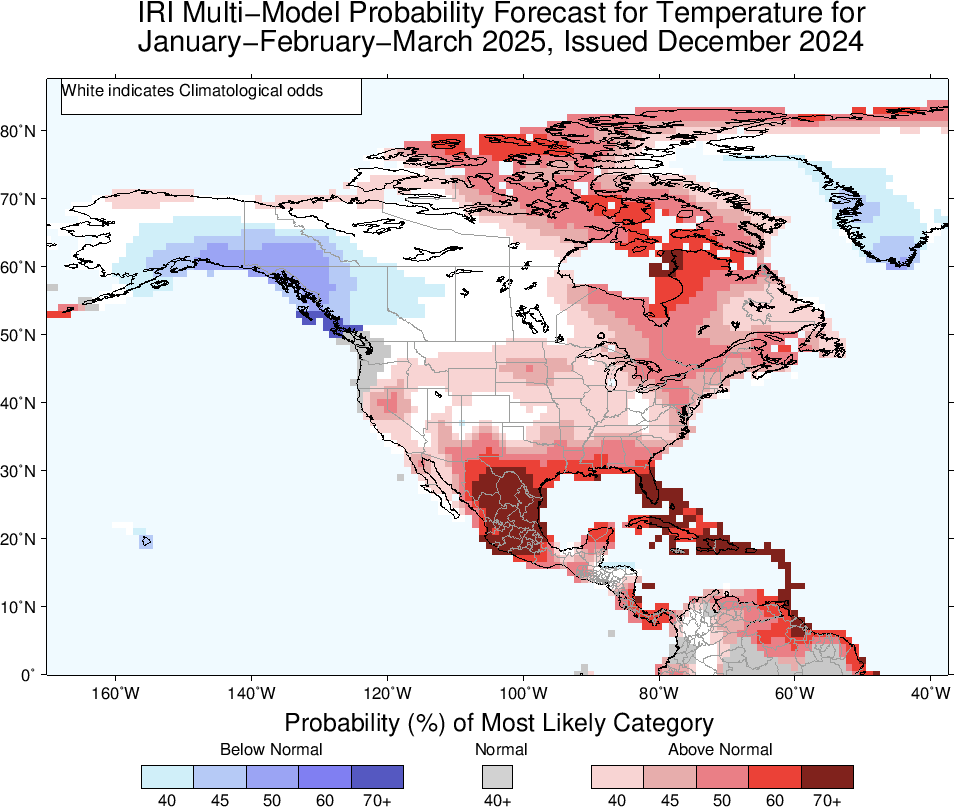 IRI Multi−Model Probability Forecast for Temperature for
January−February−March 2025, Issued December 2024
White indicates Climatological odds
80˚N
70˚N
60˚N
50˚N
40˚N
30˚N
20˚N
10˚N
0˚
160˚W 140˚W 120˚W 100˚W 80˚W 60˚W 40˚W
Probability (%) of Most Likely Category
Below Normal Normal Above Normal
40 45 50 60 70+ 40+ 40 45 50 60 70+